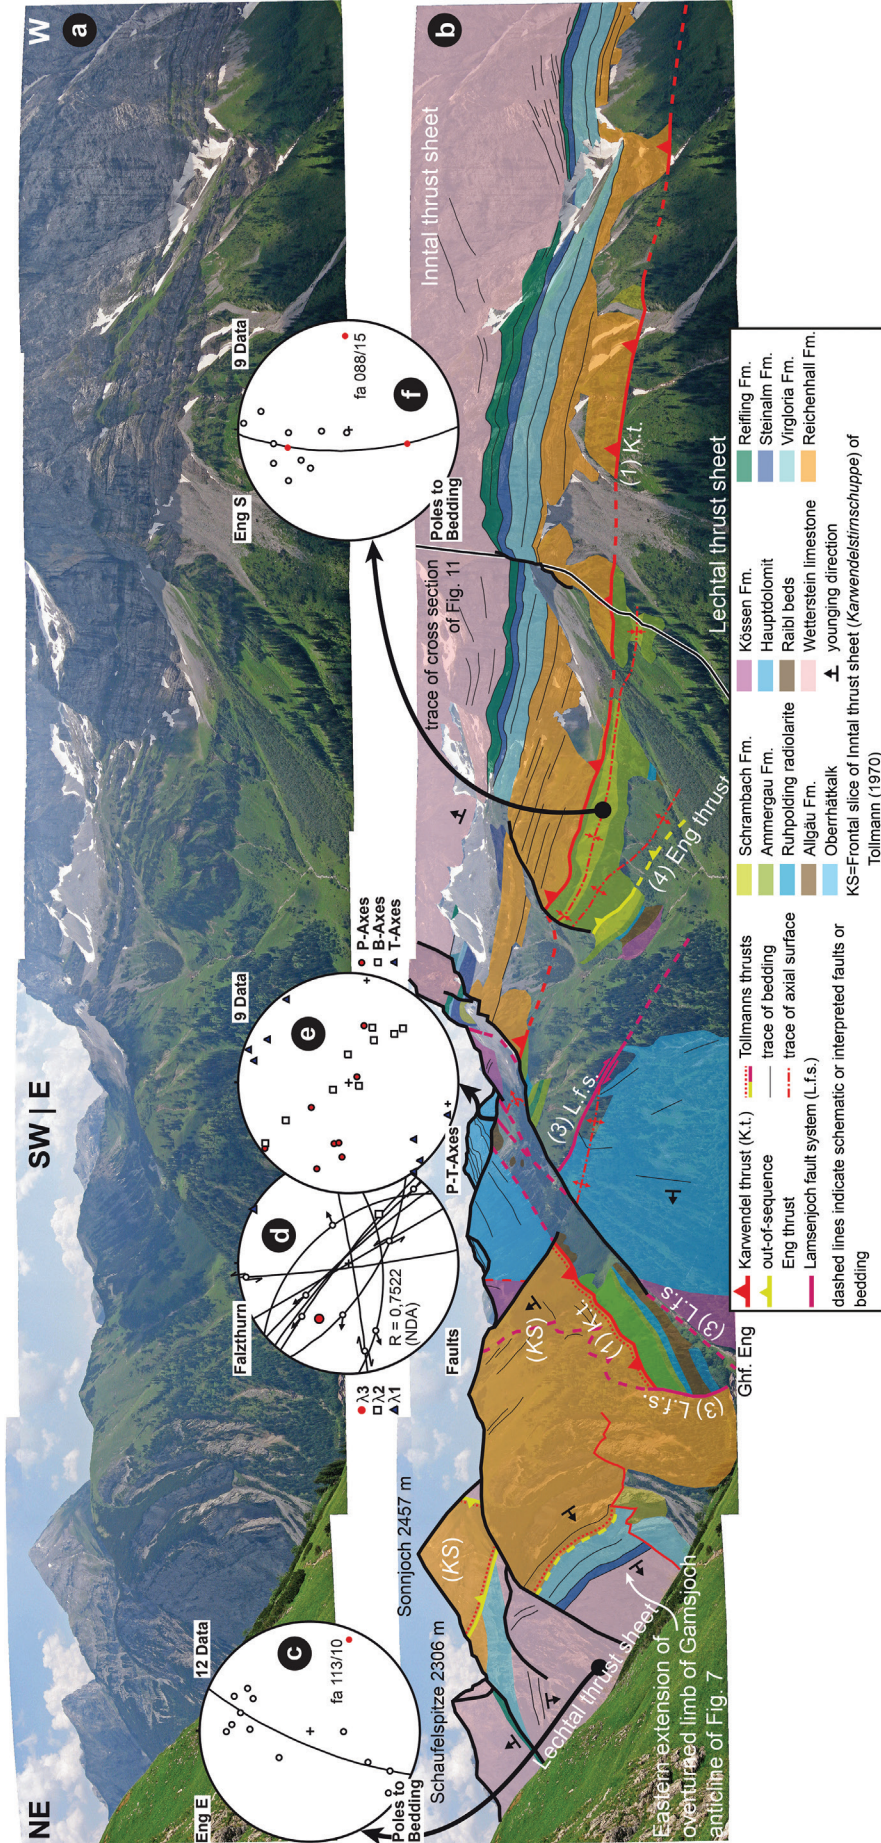 NE
SW | E
W
a
Eng E
12 Data
c
fa 113/10
Poles to
Bedding
Falzthurn
9 Data
d
R = 0,7522
(NDA)
Faults
λ3
λ2
λ1
e
P-T-Axes
P-Axes
B-Axes
T-Axes
Eng S
9 Data
f
fa 088/15
Poles to
Bedding
b
Schaufelspitze 2306 m
Sonnjoch 2457 m
(KS)
(KS)
Lechtal thrust sheet
Eastern extension of
overturned limb of Gamsjoch
anticline of Fig. 7
(1) K.t.
(3) L.f.s.
(3) L.f.s
(3) L.f.s.
Ghf. Eng
(4) Eng thrust
trace of cross section
of Fig. 11
(1) K.t.
Inntal thrust sheet
Lechtal thrust sheet
Karwendel thrust (K.t.)
out-of-sequence
Eng thrust
Lamsenjoch fault system (L.f.s.)
Tollmanns thrusts
trace of bedding
trace of axial surface
dashed lines indicate schematic or interpreted faults or
bedding
Schrambach Fm.
Ammergau Fm.
Ruhpolding radiolarite
Allgäu Fm.
Oberrhätkalk
Kössen Fm.
Hauptdolomit
Raibl beds
Wetterstein limestone
younging direction
Reifling Fm.
Steinalm Fm.
Virgloria Fm.
Reichenhall Fm.
KS=Frontal slice of Inntal thrust sheet (Karwendelstirnschuppe) of
Tollmann (1970)